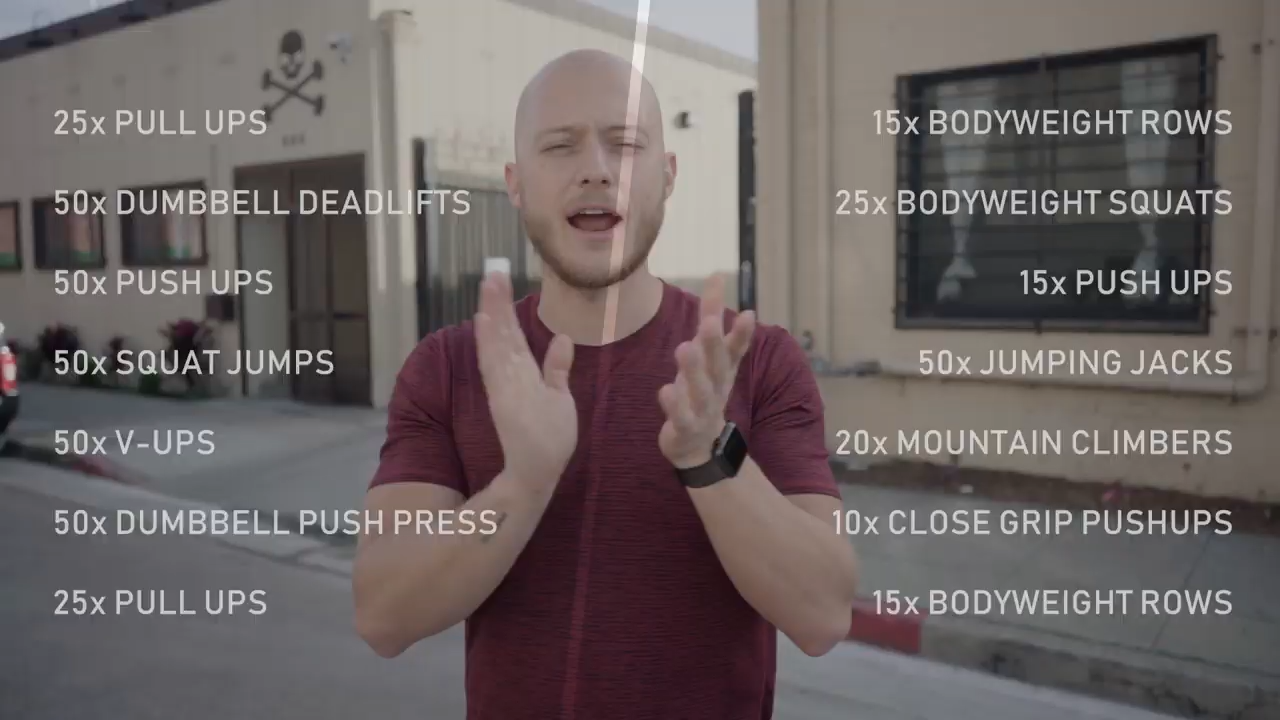 25x PULL UPS
50x DUMBBELL DEADLIFTS
50x PUSH UPS
50x SQUAT JUMPS
50x V-UPS
50x DUMBBELL PUSH PRESS
25x PULL UPS
15x BODYWEIGHT ROWS
25x BODYWEIGHT SQUATS
15x PUSH UPS
50x JUMPING JACKS
20x MOUNTAIN CLIMBERS
10x CLOSE GRIP PUSHUPS
15x BODYWEIGHT ROWS